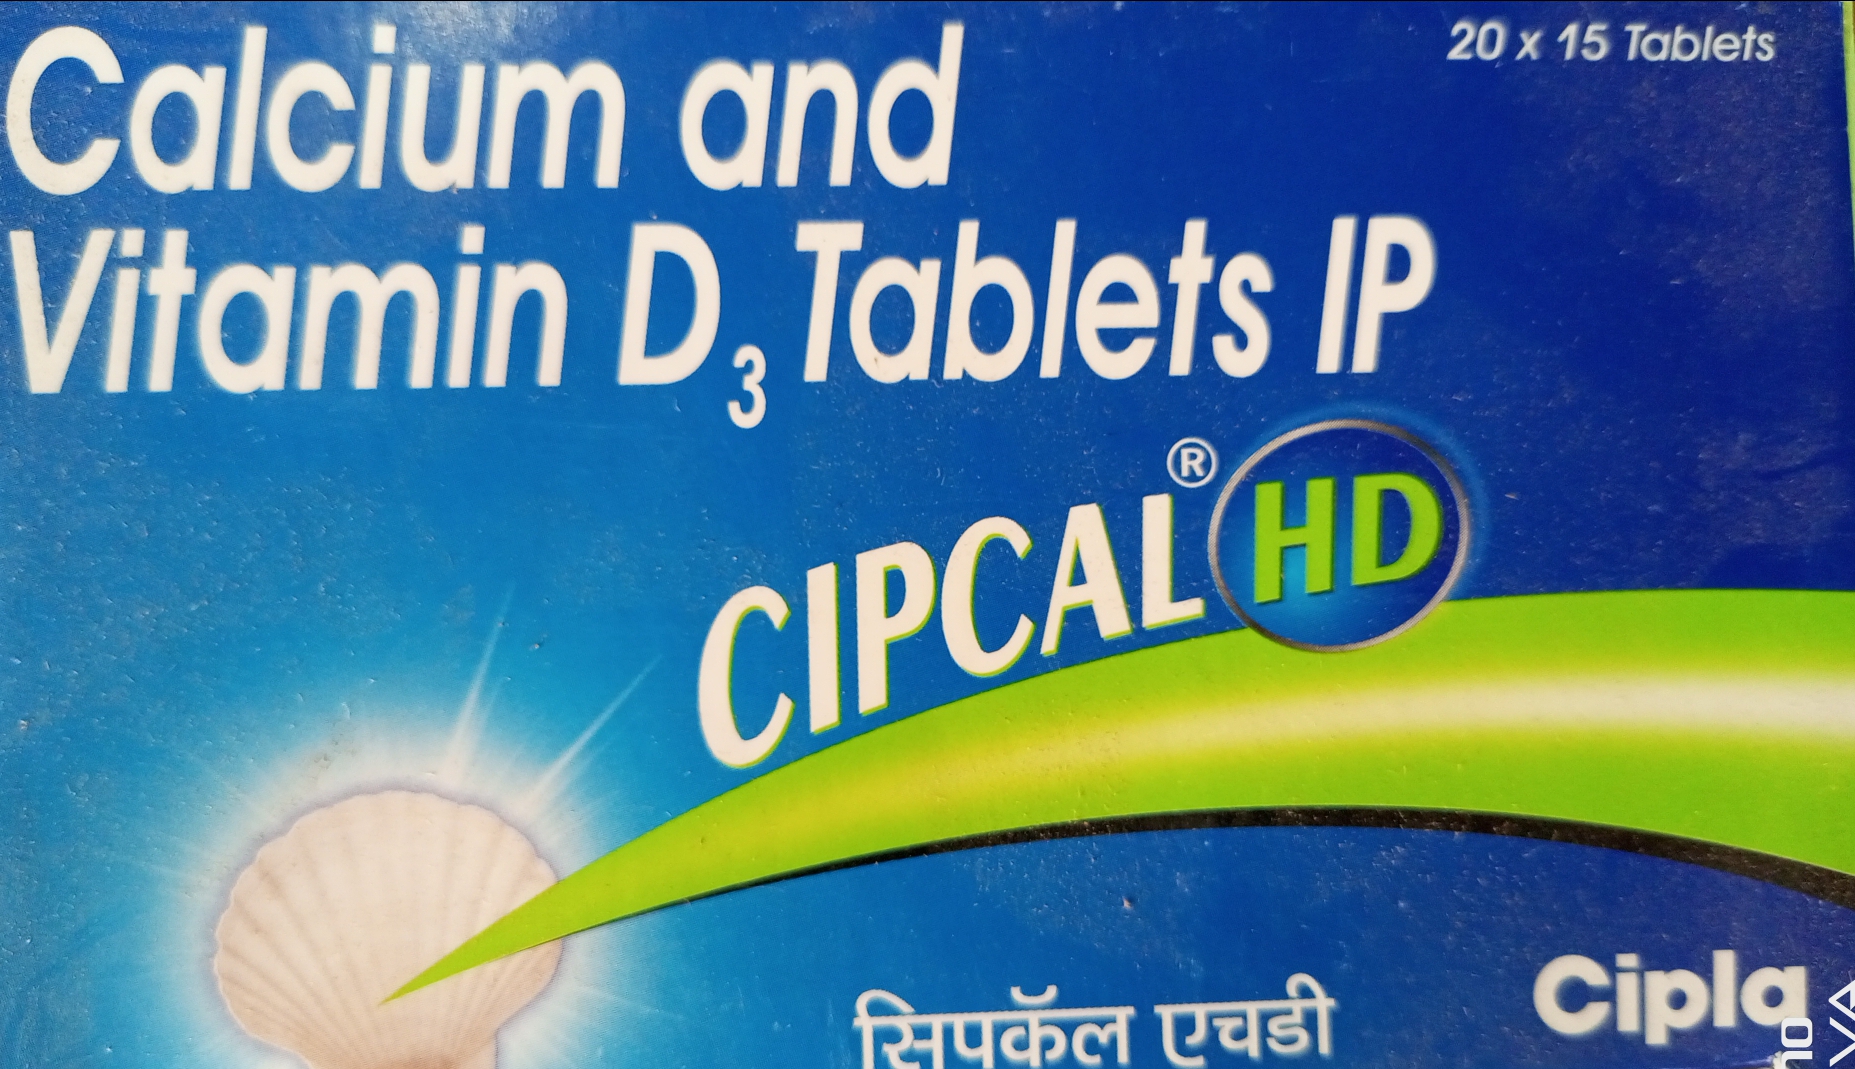 20 x 15 Tablets
Calcium and
Vitamin D₃ Tablets IP
CIPCAL® HD
Cipla
सिपकॅल एचडी